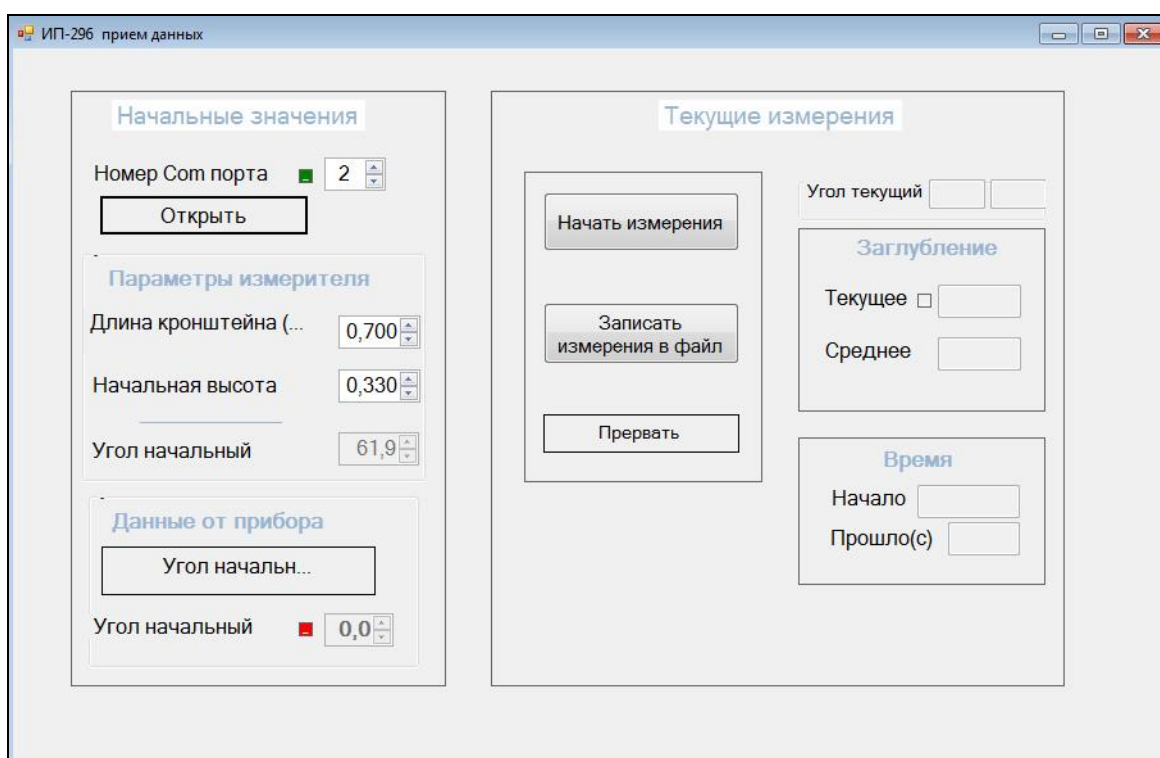 ИП-296 прием данных
Начальные значения
Номер Com порта 2
Открыть
Параметры измерителя
Длина кронштейна (... 0,700
Начальная высота 0,330
Угол начальный 61,9
Данные от прибора
Угол начальн...
Угол начальный 0,0
Текущие измерения
Начать измерения
Записать
измерения в файл
Прервать
Угол текущий
Заглубление
Текущее
Среднее
Время
Начало
Прошло(с)